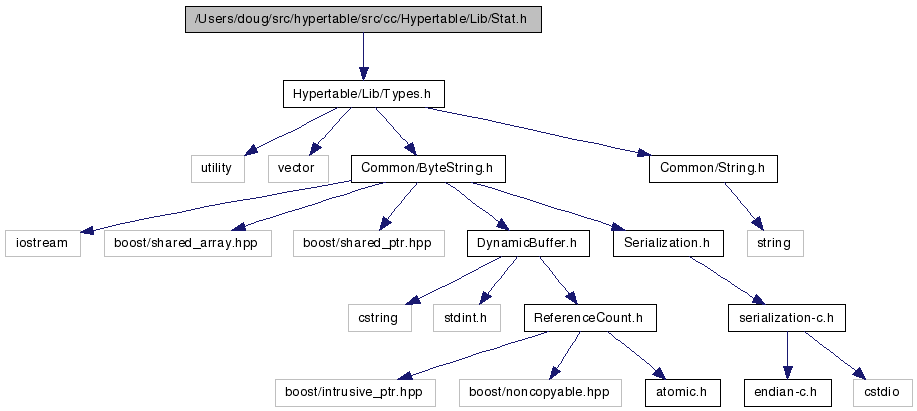 /Users/doug/src/hypertable/src/cc/Hypertable/Lib/Stat.h
Hypertable/Lib/Types.h
utility
vector
Common/ByteString.h
Common/String.h
iostream
boost/shared_array.hpp
boost/shared_ptr.hpp
DynamicBuffer.h
Serialization.h
string
cstring
stdint.h
ReferenceCount.h
serialization-c.h
boost/intrusive_ptr.hpp
boost/noncopyable.hpp
atomic.h
endian-c.h
cstdio